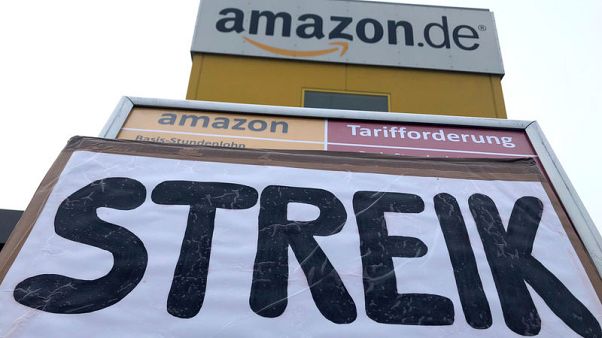 amazon.de®
amazon
Tarifforderung
Basis-Stundenlohn
STREIK